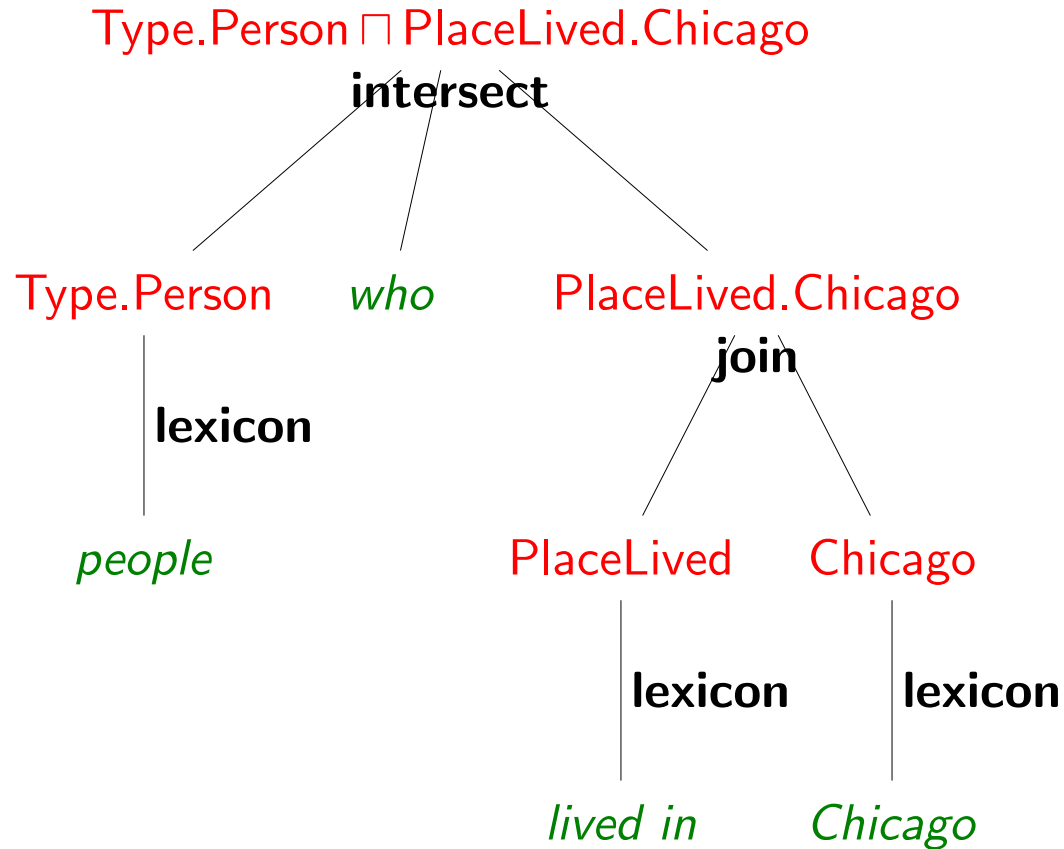 Type.Person ⊓ PlaceLived.Chicago
intersect
Type.Person who PlaceLived.Chicago
join
lexicon
people PlaceLived Chicago
lexicon lexicon
lived in Chicago